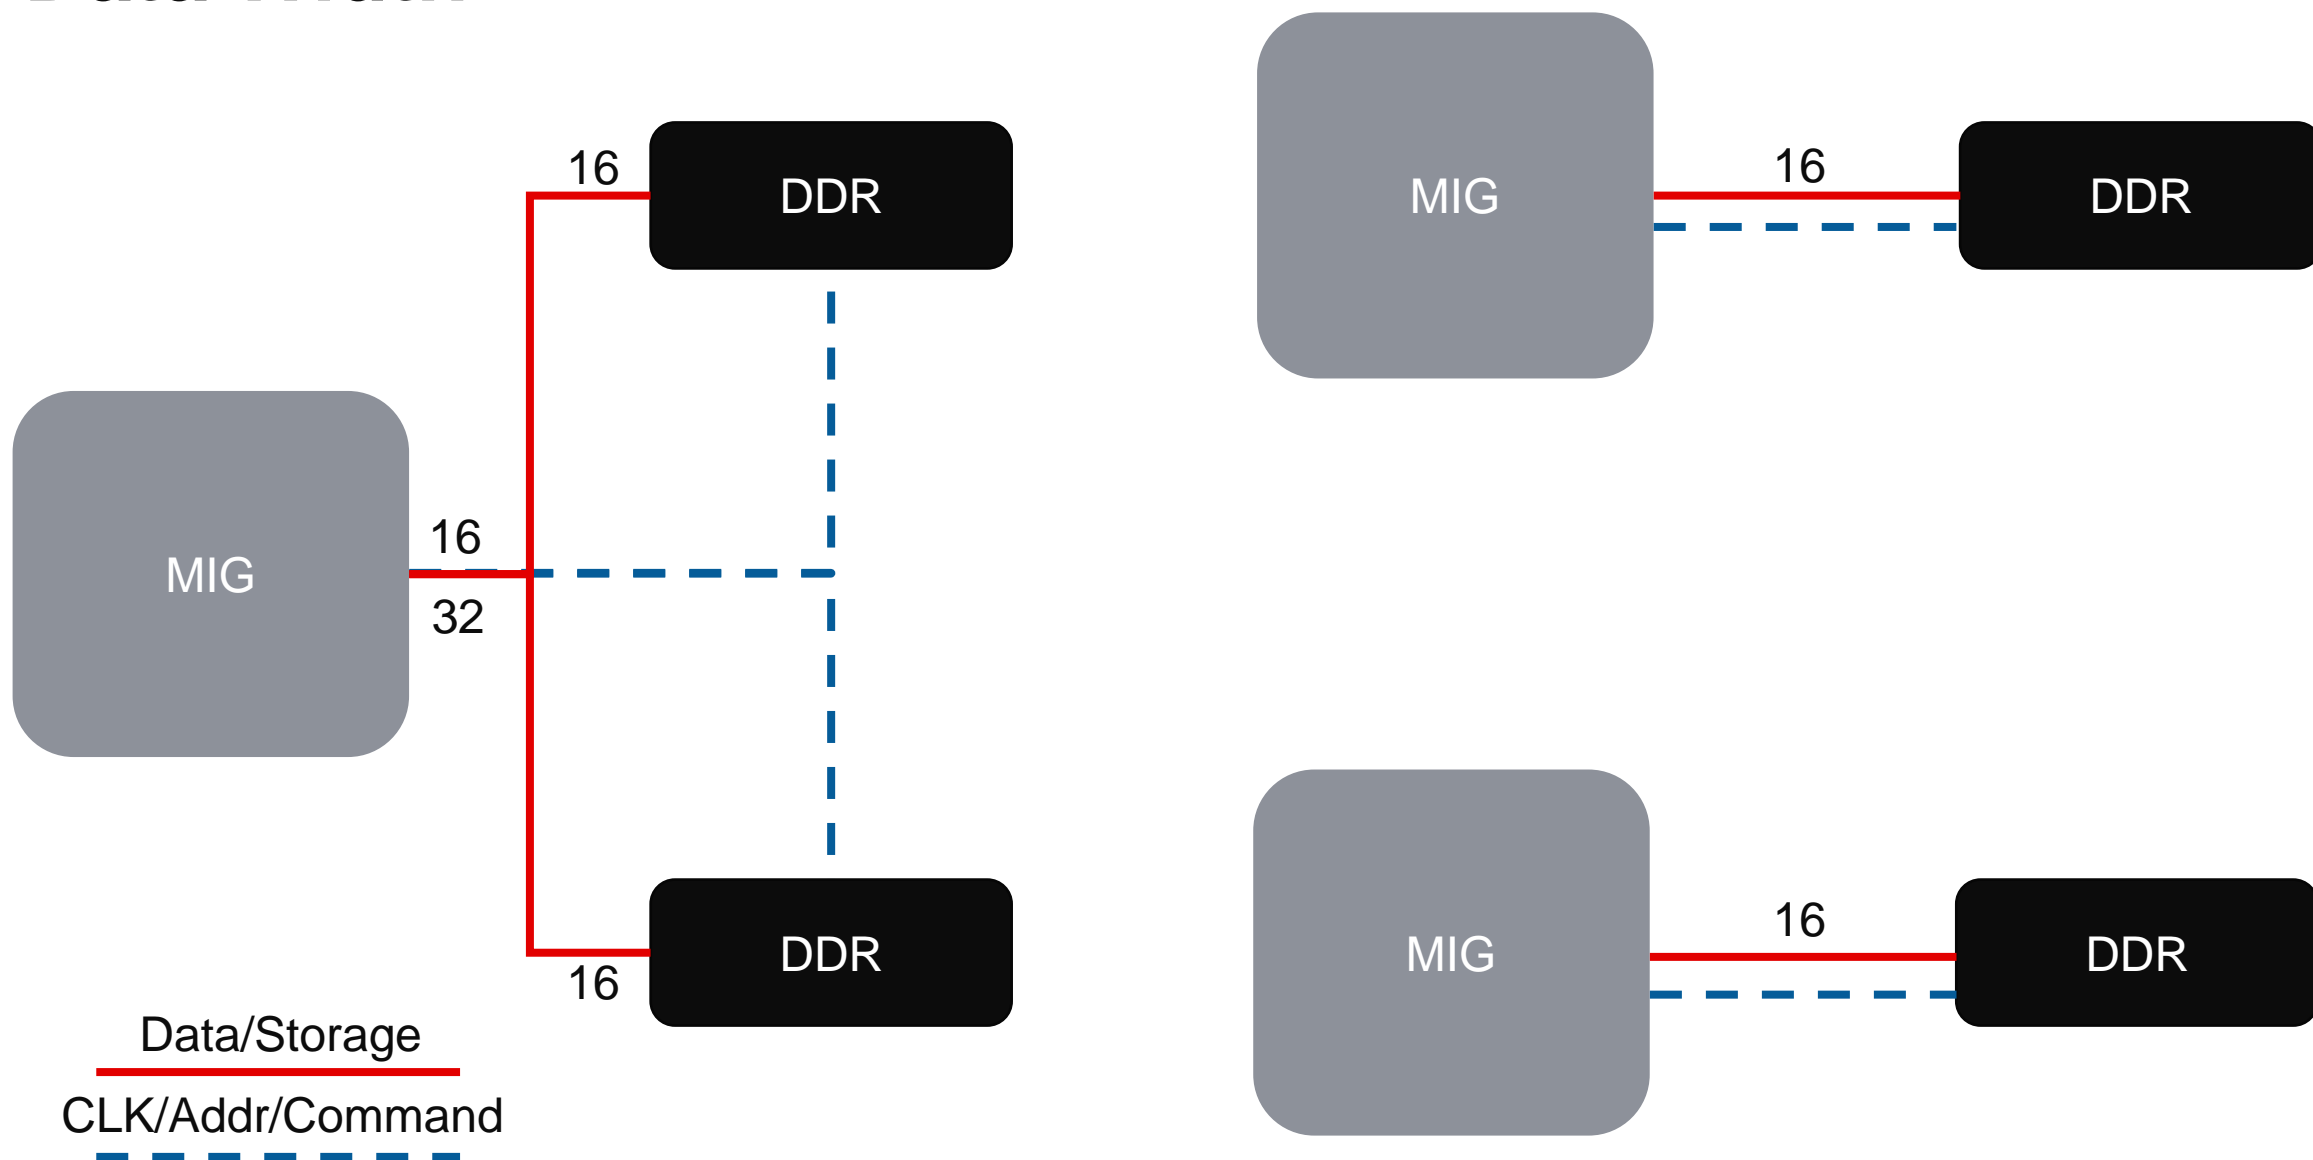 16
DDR
MIG
16
DDR
16
MIG
32
16
DDR
MIG
16
DDR
Data/Storage
CLK/Addr/Command